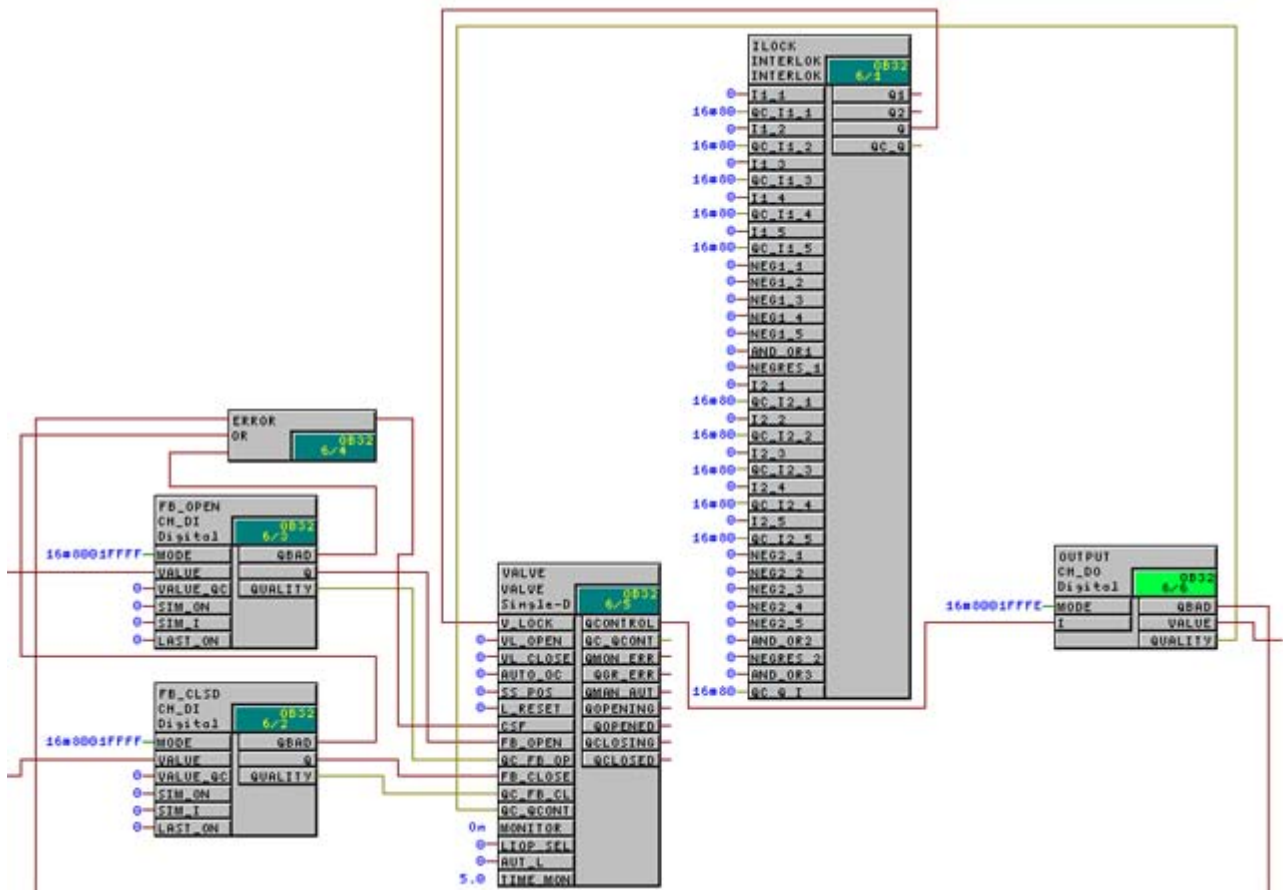 ILOCK
INTERLOK
INTERLOK
OB32
6/1
0 I1_1 Q1
16#80 QC_I1_1 Q2
0 I1_2 Q
16#80 QC_I1_2 QC_Q
0 I1_3
16#80 QC_I1_3
0 I1_4
16#80 QC_I1_4
0 I1_5
16#80 QC_I1_5
0 NEG1_1
0 NEG1_2
0 NEG1_3
0 NEG1_4
0 NEG1_5
0 AND_OR1
0 NEGRES_1
0 I2_1
16#80 QC_I2_1
0 I2_2
16#80 QC_I2_2
0 I2_3
16#80 QC_I2_3
0 I2_4
16#80 QC_I2_4
0 I2_5
16#80 QC_I2_5
0 NEG2_1
0 NEG2_2
0 NEG2_3
0 NEG2_4
0 NEG2_5
0 AND_OR2
0 NEGRES_2
0 AND_OR3
16#80 QC_Q_I
ERROR
OR
OB32
6/4
FB_OPEN
CH_DI
Digital
OB32
6/3
16#8001FFFF MODE QBAD
VALUE Q
0 VALUE_QC QUALITY
0 SIM_ON
0 SIM_I
0 LAST_ON
FB_CLSD
CH_DI
Digital
OB32
6/2
16#8001FFFF MODE QBAD
VALUE Q
0 VALUE_QC QUALITY
0 SIM_ON
0 SIM_I
0 LAST_ON
VALVE
VALVE
Single-D
OB32
6/5
V_LOCK QCONTROL
0 VL_OPEN QC_QCONT
0 VL_CLOSE QMON_ERR
0 AUTO_OC QGR_ERR
0 SS_POS QMAN_AUT
0 L_RESET QOPENING
CSF QOPENED
FB_OPEN QCLOSING
QC_FB_OP QCLOSED
FB_CLOSE
QC_FB_CL
QC_QCONT
0m MONITOR
0 LIOP_SEL
0 AUT_L
5.0 TIME_MON
OUTPUT
CH_DO
Digital
OB32
6/6
16#8001FFFE MODE QBAD
I VALUE
QUALITY